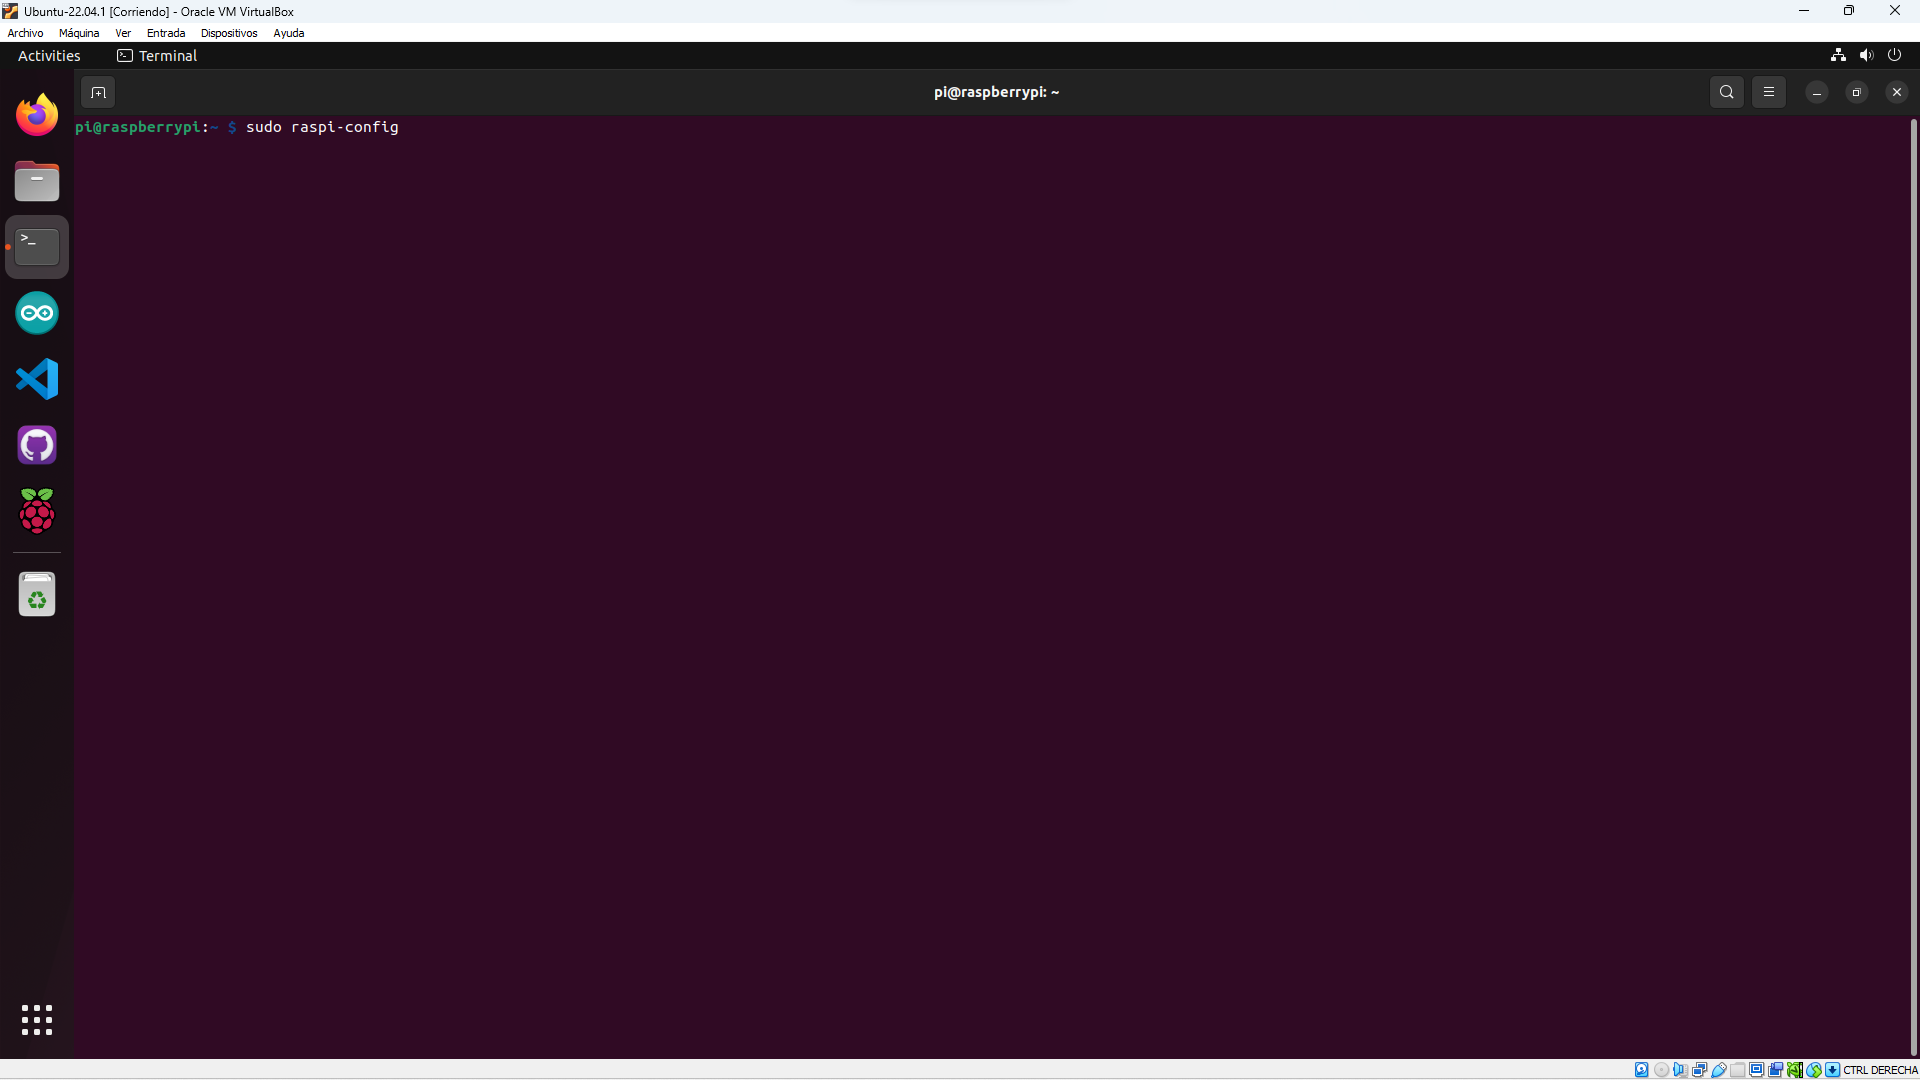 Ubuntu-22.04.1 [Corriendo] - Oracle VM VirtualBox
Archivo Máquina Ver Entrada Dispositivos Ayuda
Activities Terminal
pi@raspberrypi: ~
pi@raspberrypi:~ $ sudo raspi-config
CTRL DERECHA